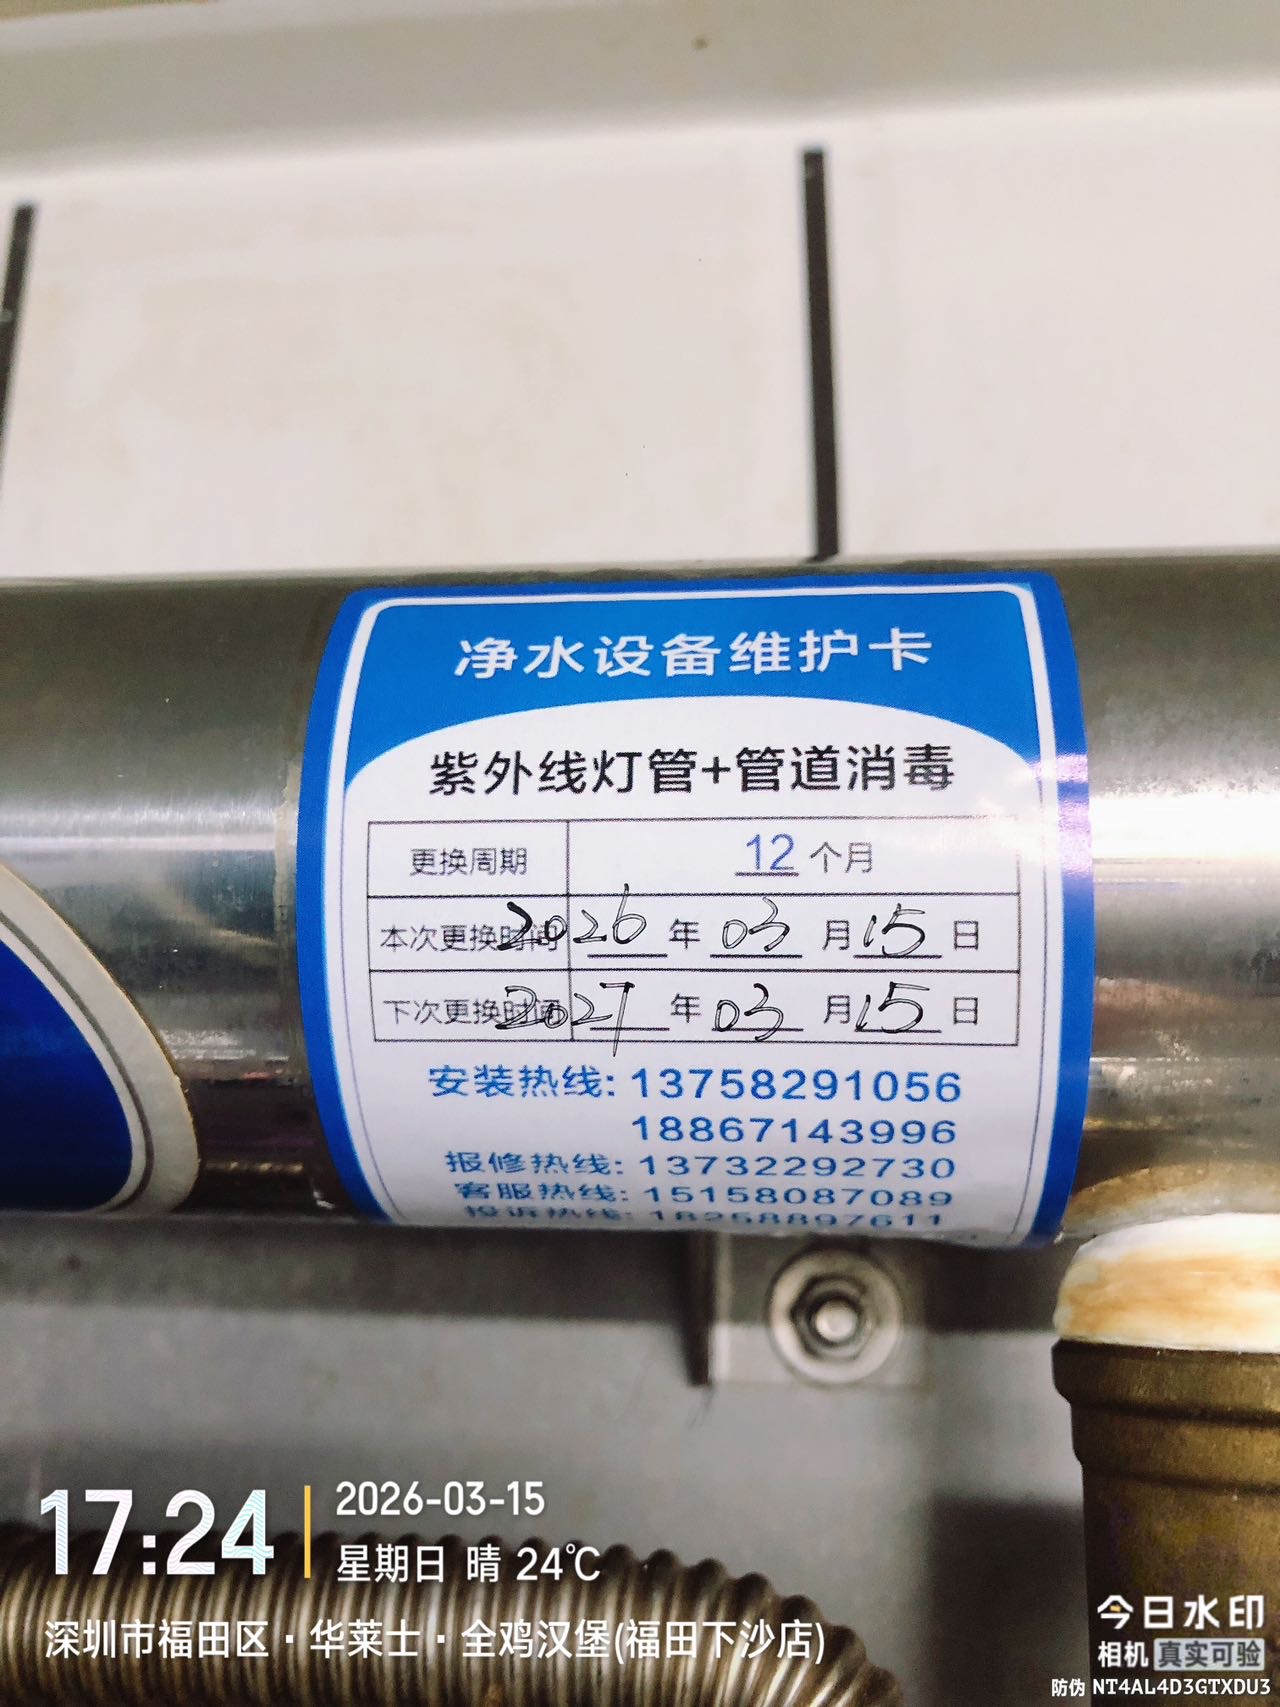 净水设备维护卡
紫外线灯管+管道消毒
更换周期 12 个月
本次更换时间 2026 年 03 月 15 日
下次更换时间 2027 年 03 月 15 日
安装热线: 13758291056
18867143996
报修热线: 13732292730
客服热线: 15158087089
投诉热线: 18258897611
17:24
2026-03-15
星期日 晴 24℃
深圳市福田区·华莱士·全鸡汉堡(福田下沙店)
今日水印
相机 真实可验
防伪 NT4AL4D3GTXDU3